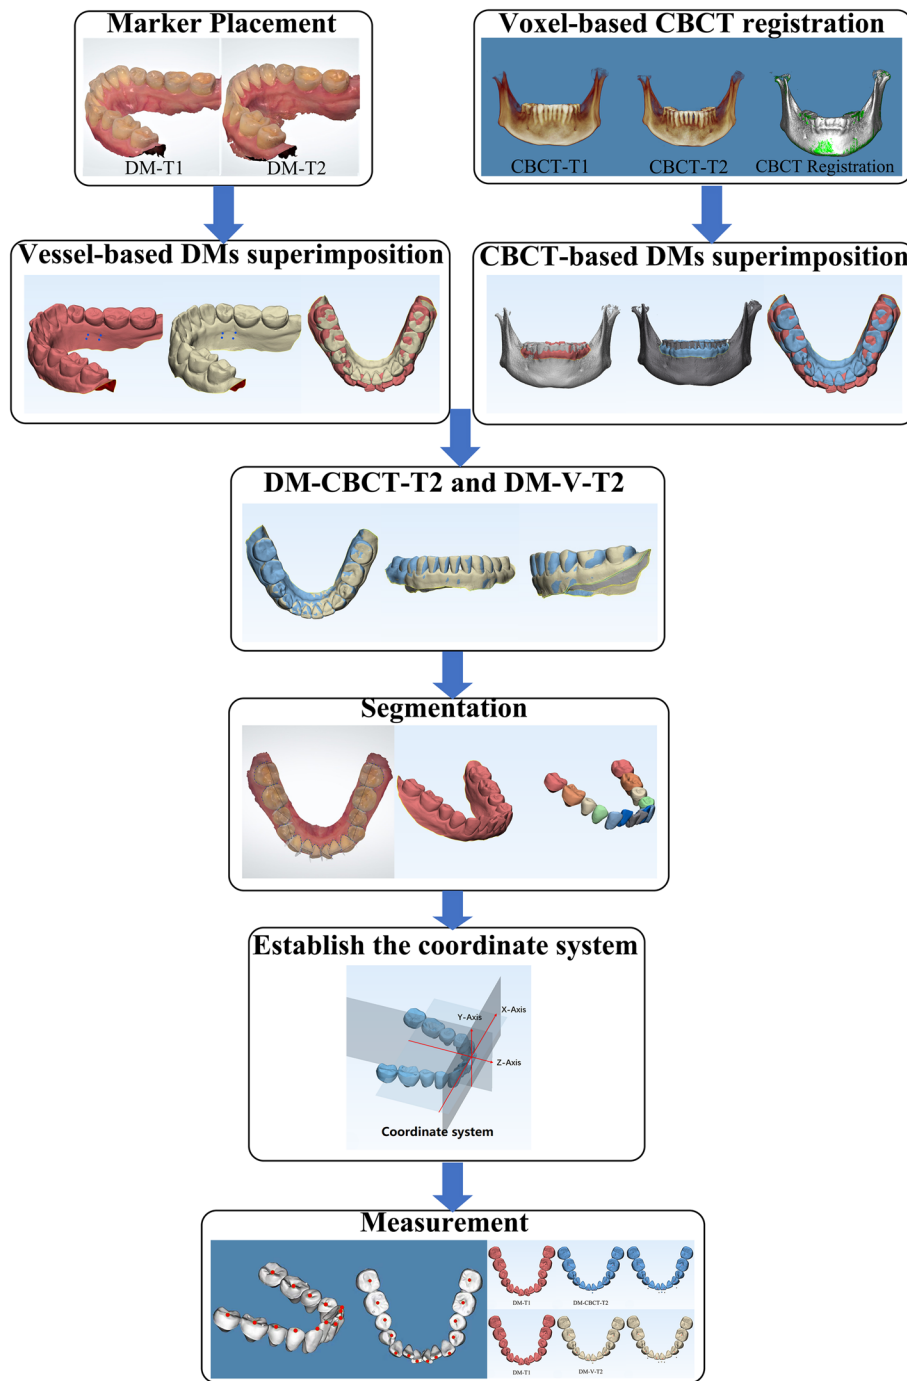 Marker Placement
DM-T1
DM-T2
Voxel-based CBCT registration
CBCT-T1
CBCT-T2
CBCT Registration
Vessel-based DMs superimposition
CBCT-based DMs superimposition
DM-CBCT-T2 and DM-V-T2
Segmentation
Establish the coordinate system
Y-Axis
X-Axis
Z-Axis
Coordinate system
Measurement
DM-T1
DM-CBCT-T2
DM-T1
DM-V-T2